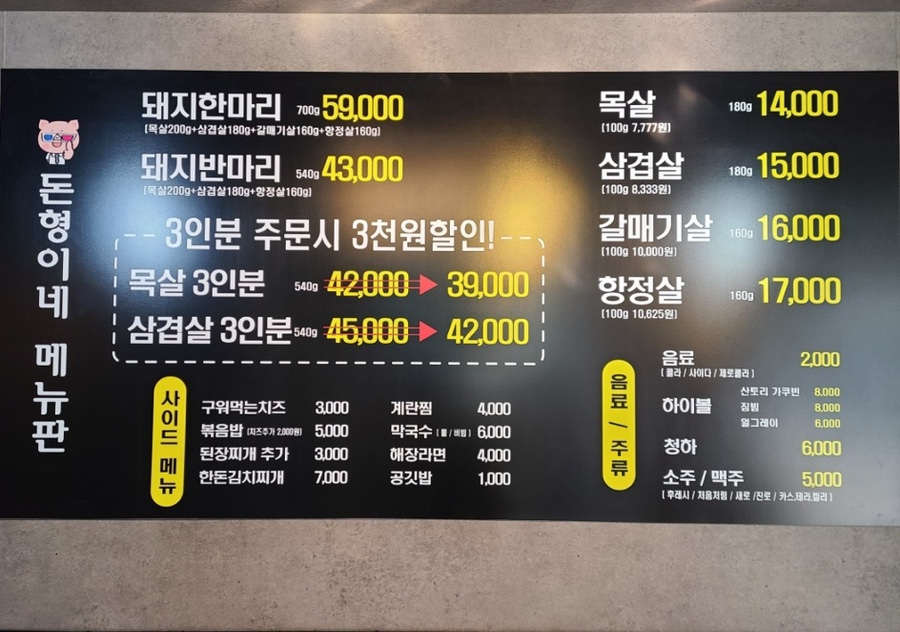 돈형이네 메뉴판
돼지한마리 700g 59,000
(목살200g+삼겹살180g+갈매기살160g+항정살160g)
돼지반마리 540g 43,000
(목살200g+삼겹살180g+항정살160g)
3인분 주문시 3천원할인!
목살 3인분 540g 42,000 39,000
삼겹살 3인분 540g 45,000 42,000
사이드 메뉴
구워먹는치즈 3,000
볶음밥 (치즈추가 2,000원) 5,000
된장찌개 추가 3,000
한돈김치찌개 7,000
계란찜 4,000
막국수 ( 물 / 비빔 ) 6,000
해장라면 4,000
공깃밥 1,000
목살 180g 14,000
(100g 7,777원)
삼겹살 180g 15,000
(100g 8,333원)
갈매기살 160g 16,000
(100g 10,000원)
항정살 160g 17,000
(100g 10,625원)
음료 / 주류
음료 2,000
( 콜라 / 사이다 / 제로콜라 )
하이볼
산토리 가쿠빈 8,000
짐빔 8,000
얼그레이 6,000
청하 6,000
소주 / 맥주 5,000
( 후레시 / 처음처럼 / 새로 /진로 / 카스,테라,켈리 )